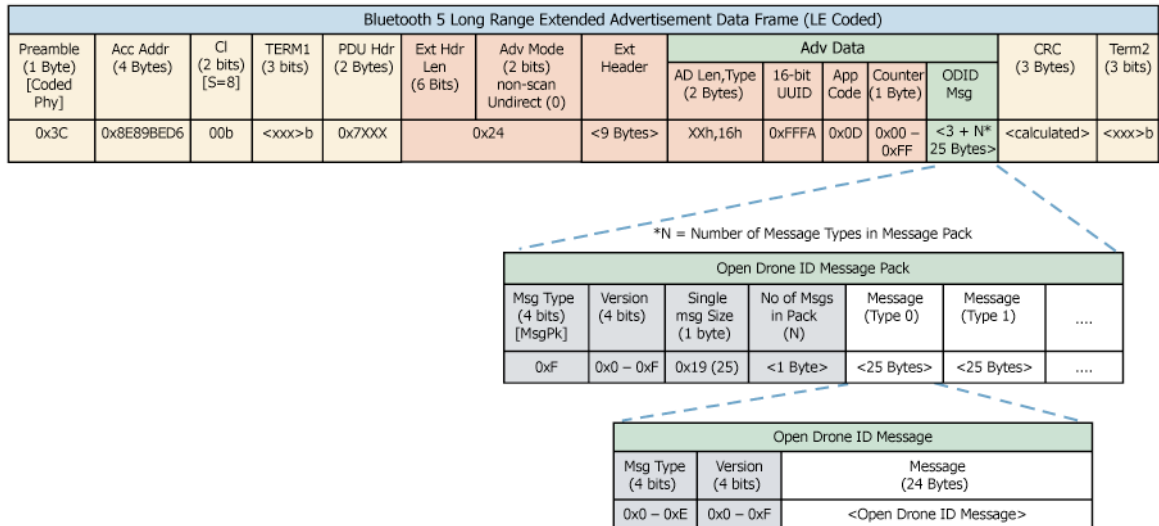 Bluetooth 5 Long Range Extended Advertisement Data Frame (LE Coded)
Preamble
(1 Byte)
[Coded
Phy]
Acc Addr
(4 Bytes)
CI
(2 bits)
[S=8]
TERM1
(3 bits)
PDU Hdr
(2 Bytes)
Ext Hdr
Len
(6 Bits)
Adv Mode
(2 bits)
non-scan
Undirect (0)
Ext
Header
Adv Data
AD Len,Type
(2 Bytes)
16-bit
UUID
App
Code
Counter
(1 Byte)
ODID
Msg
CRC
(3 Bytes)
Term2
(3 bits)
0x3C
0x8E89BED6
00b
<xxx>b
0x7XXX
0x24
<9 Bytes>
XXh,16h
0xFFFA
0x0D
0x00 –
0xFF
<3 + N*
25 Bytes>
<calculated>
<xxx>b
*N = Number of Message Types in Message Pack
Open Drone ID Message Pack
Msg Type
(4 bits)
[MsgPk]
Version
(4 bits)
Single
msg Size
(1 byte)
No of Msgs
in Pack
(N)
Message
(Type 0)
Message
(Type 1)
....
0xF
0x0 – 0xF
0x19 (25)
<1 Byte>
<25 Bytes>
<25 Bytes>
....
Open Drone ID Message
Msg Type
(4 bits)
Version
(4 bits)
Message
(24 Bytes)
0x0 – 0xE
0x0 – 0xF
<Open Drone ID Message>